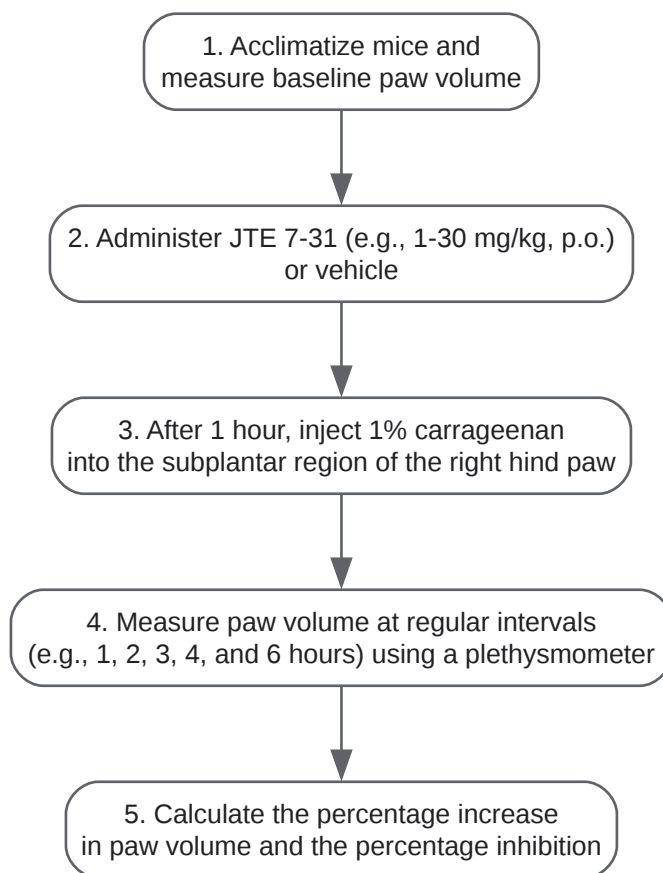 1. Acclimatize mice and
measure baseline paw volume
2. Administer JTE 7-31 (e.g., 1-30 mg/kg, p.o.)
or vehicle
3. After 1 hour, inject 1% carrageenan
into the subplantar region of the right hind paw
4. Measure paw volume at regular intervals
(e.g., 1, 2, 3, 4, and 6 hours) using a plethysmometer
5. Calculate the percentage increase
in paw volume and the percentage inhibition